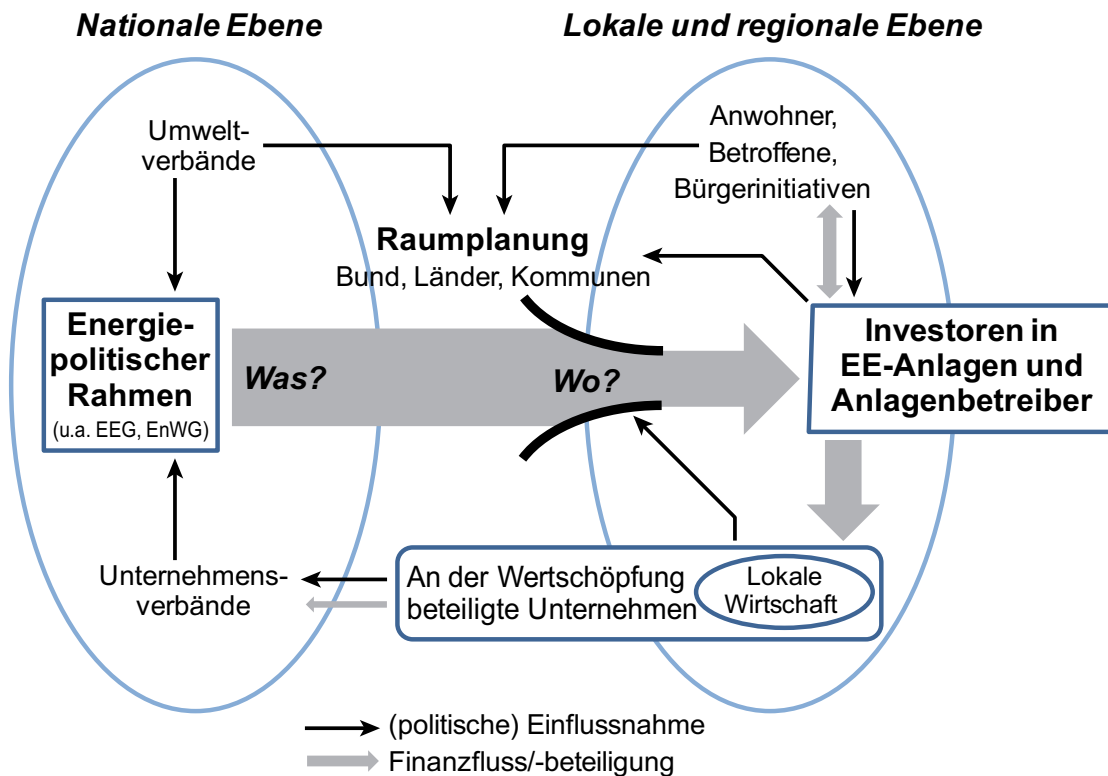 Nationale Ebene
Lokale und regionale Ebene
Umwelt-
verbände
Anwohner,
Betroffene,
Bürgerinitiativen
Raumplanung
Bund, Länder, Kommunen
Energie-
politischer
Rahmen
(u.a. EEG, EnWG)
Was?
Wo?
Investoren in
EE-Anlagen und
Anlagenbetreiber
Unternehmens-
verbände
An der Wertschöpfung
beteiligte Unternehmen
Lokale
Wirtschaft
(politische) Einflussnahme
Finanzfluss/-beteiligung